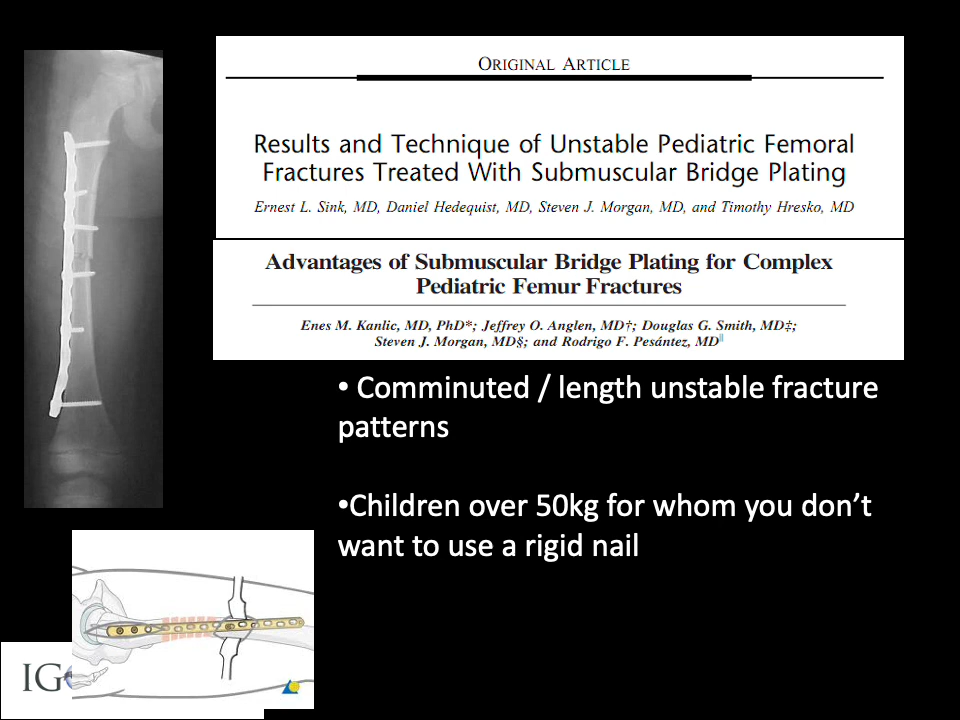 ORIGINAL ARTICLE
Results and Technique of Unstable Pediatric Femoral
Fractures Treated With Submuscular Bridge Plating
Ernest L. Sink, MD, Daniel Hedequist, MD, Steven J. Morgan, MD, and Timothy Hresko, MD
Advantages of Submuscular Bridge Plating for Complex
Pediatric Femur Fractures
Enes M. Kanlic, MD, PhD*; Jeffrey O. Anglen, MD†; Douglas G. Smith, MD‡;
Steven J. Morgan, MD§; and Rodrigo F. Pesántez, MD||
• Comminuted / length unstable fracture
patterns
•Children over 50kg for whom you don’t
want to use a rigid nail
IG